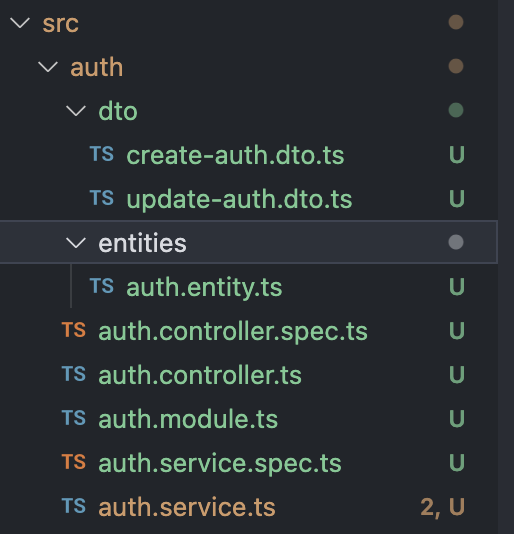 src
auth
dto
TS create-auth.dto.ts U
TS update-auth.dto.ts U
entities
TS auth.entity.ts U
TS auth.controller.spec.ts U
TS auth.controller.ts U
TS auth.module.ts U
TS auth.service.spec.ts U
TS auth.service.ts 2, U